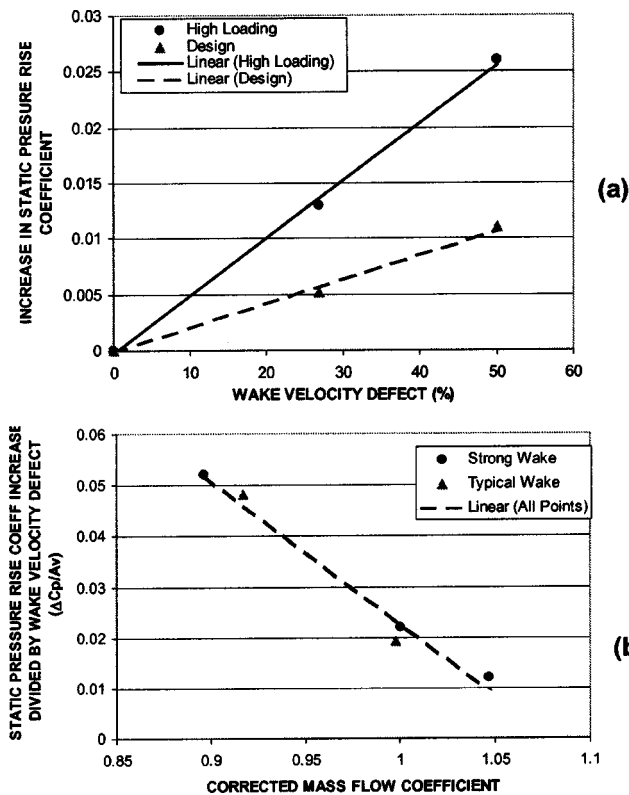 INCREASE IN STATIC PRESSURE RISE
COEFFICIENT
0.03
0.025
0.02
0.015
0.01
0.005
0
High Loading
Design
Linear (High Loading)
Linear (Design)
0 10 20 30 40 50 60
WAKE VELOCITY DEFECT (%)
(a)
STATIC PRESSURE RISE COEFF INCREASE
DIVIDED BY WAKE VELOCITY DEFECT
(ΔCp/Av)
0.06
0.05
0.04
0.03
0.02
0.01
0
Strong Wake
Typical Wake
Linear (All Points)
0.85 0.9 0.95 1 1.05 1.1
CORRECTED MASS FLOW COEFFICIENT
(b